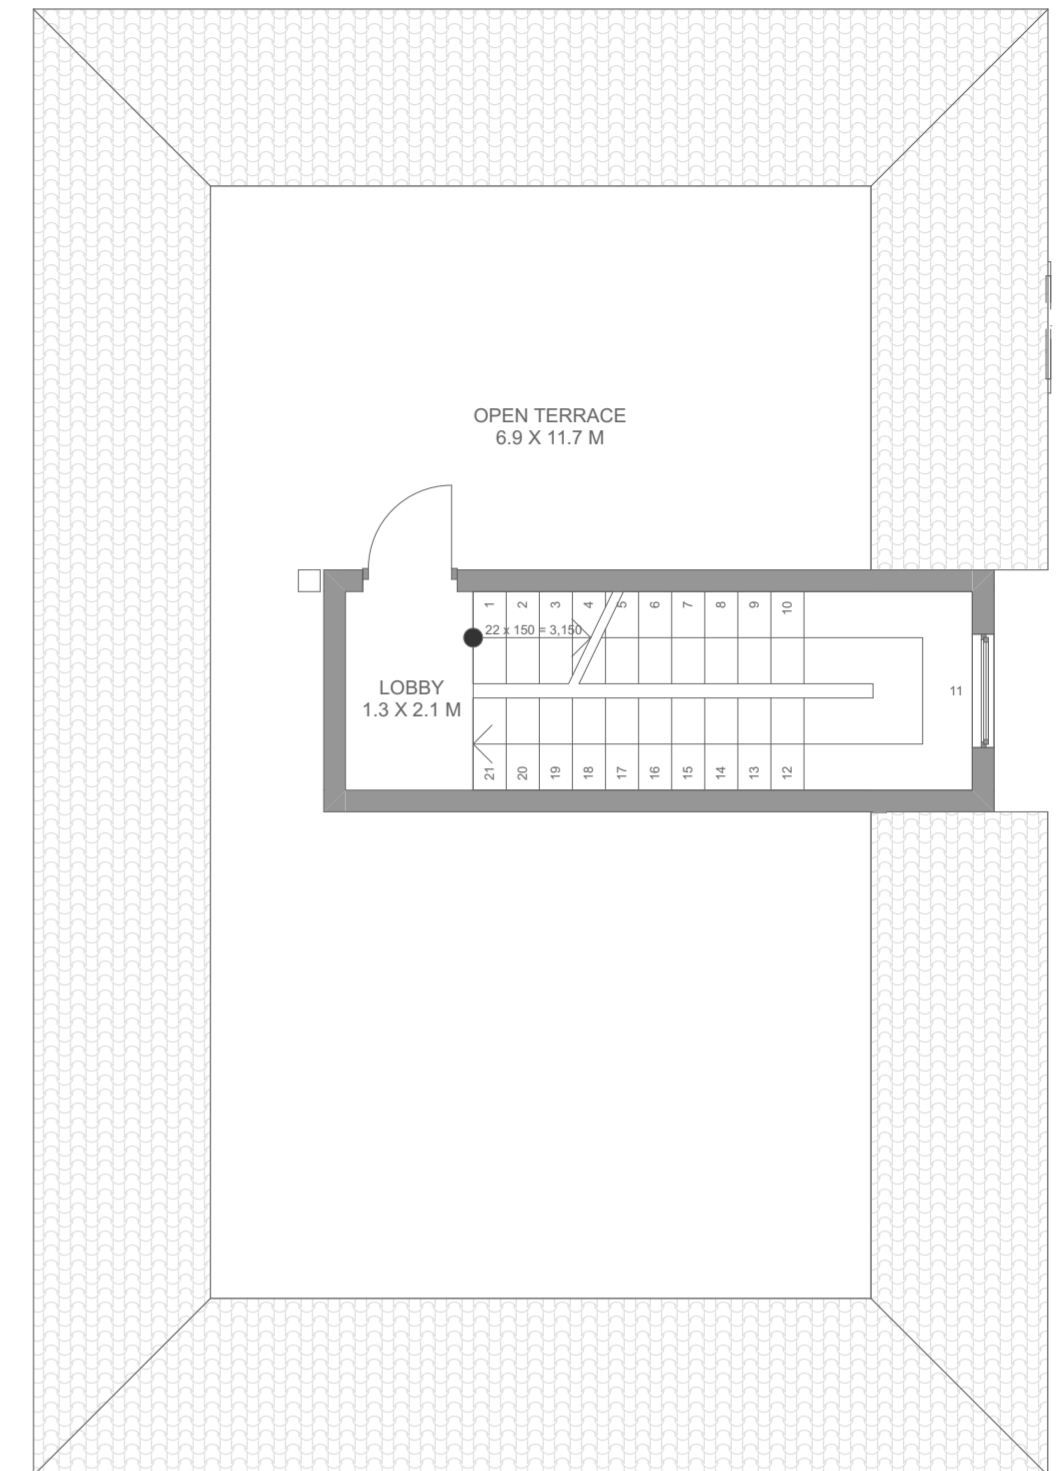 OPEN TERRACE
6.9 X 11.7 M
1 2 3 4 5 6 7 8 9 10
22 x 150 = 3,150
LOBBY
1.3 X 2.1 M
11
21 20 19 18 17 16 15 14 13 12